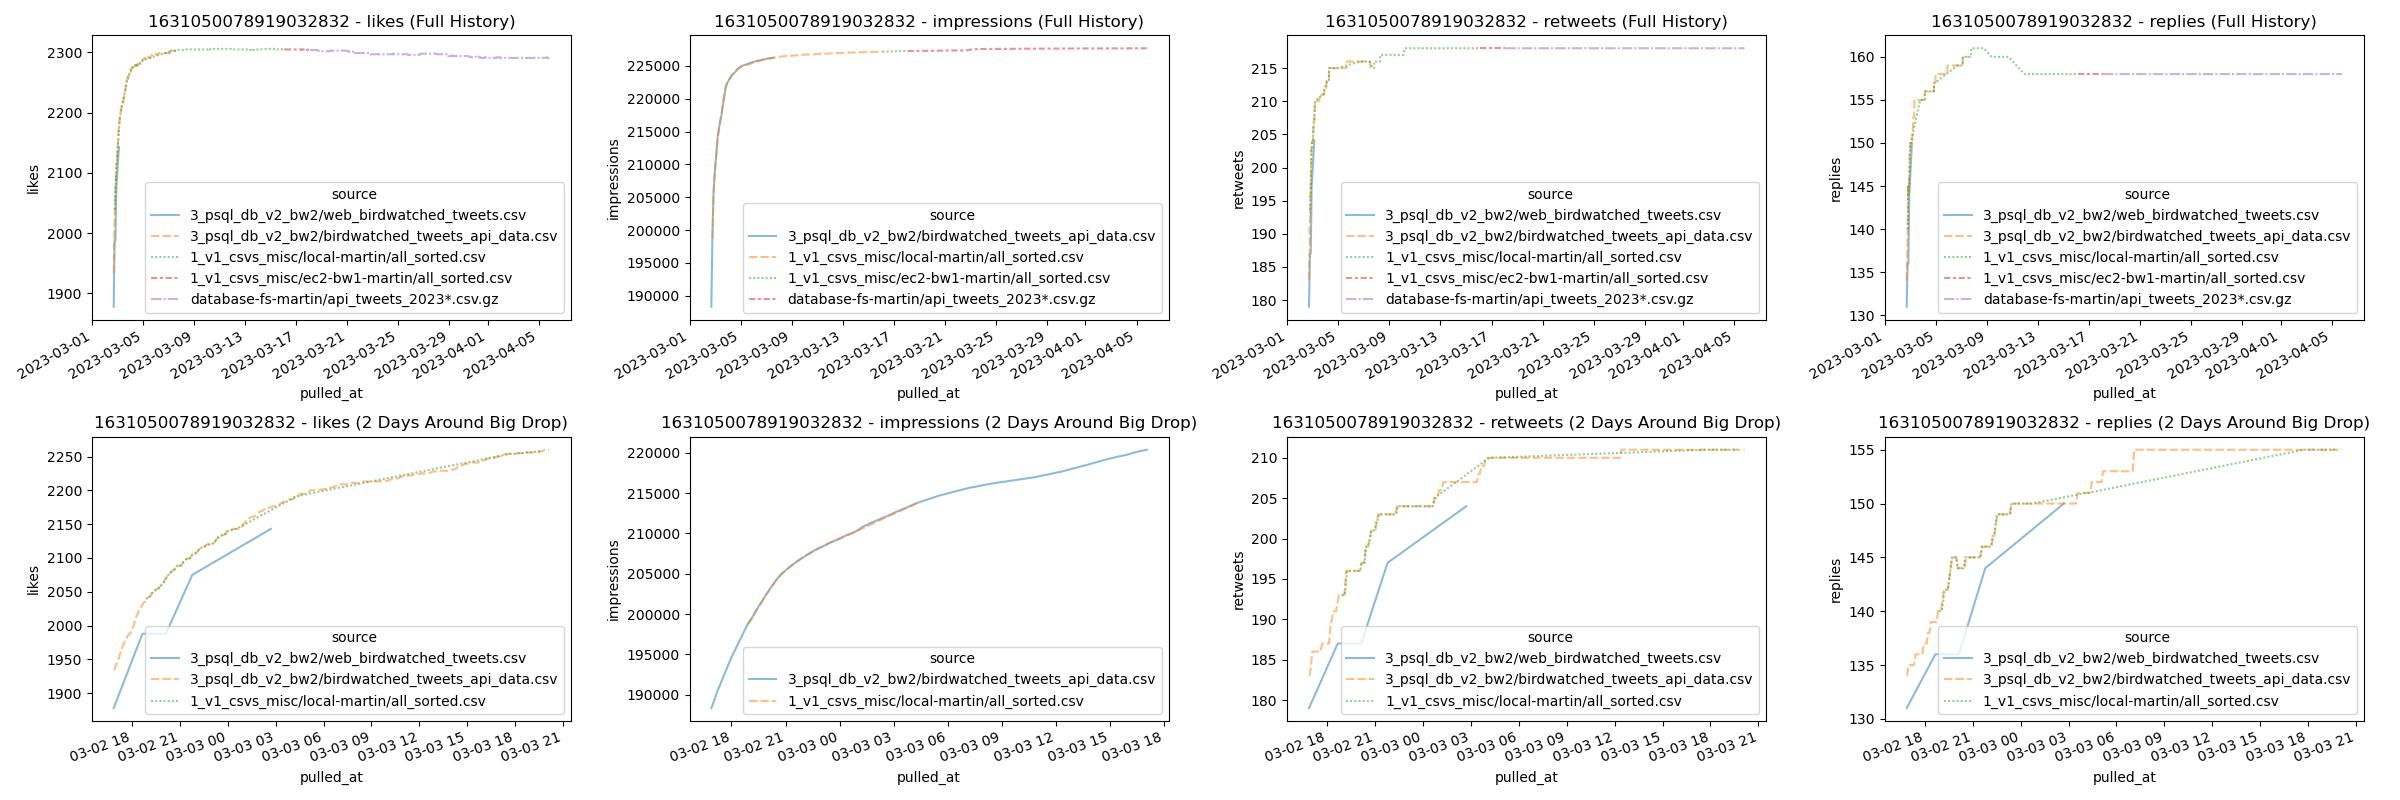 1631050078919032832 - likes (Full History)
likes
2300
2200
2100
2000
1900
source
3_psql_db_v2_bw2/web_birdwatched_tweets.csv
3_psql_db_v2_bw2/birdwatched_tweets_api_data.csv
1_v1_csvs_misc/local-martin/all_sorted.csv
1_v1_csvs_misc/ec2-bw1-martin/all_sorted.csv
database-fs-martin/api_tweets_2023*.csv.gz
2023-03-01
2023-03-05
2023-03-09
2023-03-13
2023-03-17
2023-03-21
2023-03-25
2023-03-29
2023-04-01
2023-04-05
pulled_at
1631050078919032832 - impressions (Full History)
impressions
225000
220000
215000
210000
205000
200000
195000
190000
source
3_psql_db_v2_bw2/birdwatched_tweets_api_data.csv
1_v1_csvs_misc/local-martin/all_sorted.csv
1_v1_csvs_misc/ec2-bw1-martin/all_sorted.csv
database-fs-martin/api_tweets_2023*.csv.gz
2023-03-01
2023-03-05
2023-03-09
2023-03-13
2023-03-17
2023-03-21
2023-03-25
2023-03-29
2023-04-01
2023-04-05
pulled_at
1631050078919032832 - retweets (Full History)
retweets
215
210
205
200
195
190
185
180
source
3_psql_db_v2_bw2/web_birdwatched_tweets.csv
3_psql_db_v2_bw2/birdwatched_tweets_api_data.csv
1_v1_csvs_misc/local-martin/all_sorted.csv
1_v1_csvs_misc/ec2-bw1-martin/all_sorted.csv
database-fs-martin/api_tweets_2023*.csv.gz
2023-03-01
2023-03-05
2023-03-09
2023-03-13
2023-03-17
2023-03-21
2023-03-25
2023-03-29
2023-04-01
2023-04-05
pulled_at
1631050078919032832 - replies (Full History)
replies
160
155
150
145
140
135
130
source
3_psql_db_v2_bw2/web_birdwatched_tweets.csv
3_psql_db_v2_bw2/birdwatched_tweets_api_data.csv
1_v1_csvs_misc/local-martin/all_sorted.csv
1_v1_csvs_misc/ec2-bw1-martin/all_sorted.csv
database-fs-martin/api_tweets_2023*.csv.gz
2023-03-01
2023-03-05
2023-03-09
2023-03-13
2023-03-17
2023-03-21
2023-03-25
2023-03-29
2023-04-01
2023-04-05
pulled_at
1631050078919032832 - likes (2 Days Around Big Drop)
likes
2250
2200
2150
2100
2050
2000
1950
1900
source
3_psql_db_v2_bw2/web_birdwatched_tweets.csv
3_psql_db_v2_bw2/birdwatched_tweets_api_data.csv
1_v1_csvs_misc/local-martin/all_sorted.csv
03-02 18
03-02 21
03-03 00
03-03 03
03-03 06
03-03 09
03-03 12
03-03 15
03-03 18
03-03 21
pulled_at
1631050078919032832 - impressions (2 Days Around Big Drop)
impressions
220000
215000
210000
205000
200000
195000
190000
source
3_psql_db_v2_bw2/birdwatched_tweets_api_data.csv
1_v1_csvs_misc/local-martin/all_sorted.csv
03-02 18
03-02 21
03-03 00
03-03 03
03-03 06
03-03 09
03-03 12
03-03 15
03-03 18
pulled_at
1631050078919032832 - retweets (2 Days Around Big Drop)
retweets
210
205
200
195
190
185
180
source
3_psql_db_v2_bw2/web_birdwatched_tweets.csv
3_psql_db_v2_bw2/birdwatched_tweets_api_data.csv
1_v1_csvs_misc/local-martin/all_sorted.csv
03-02 18
03-02 21
03-03 00
03-03 03
03-03 06
03-03 09
03-03 12
03-03 15
03-03 18
03-03 21
pulled_at
1631050078919032832 - replies (2 Days Around Big Drop)
replies
155
150
145
140
135
130
source
3_psql_db_v2_bw2/web_birdwatched_tweets.csv
3_psql_db_v2_bw2/birdwatched_tweets_api_data.csv
1_v1_csvs_misc/local-martin/all_sorted.csv
03-02 18
03-02 21
03-03 00
03-03 03
03-03 06
03-03 09
03-03 12
03-03 15
03-03 18
03-03 21
pulled_at